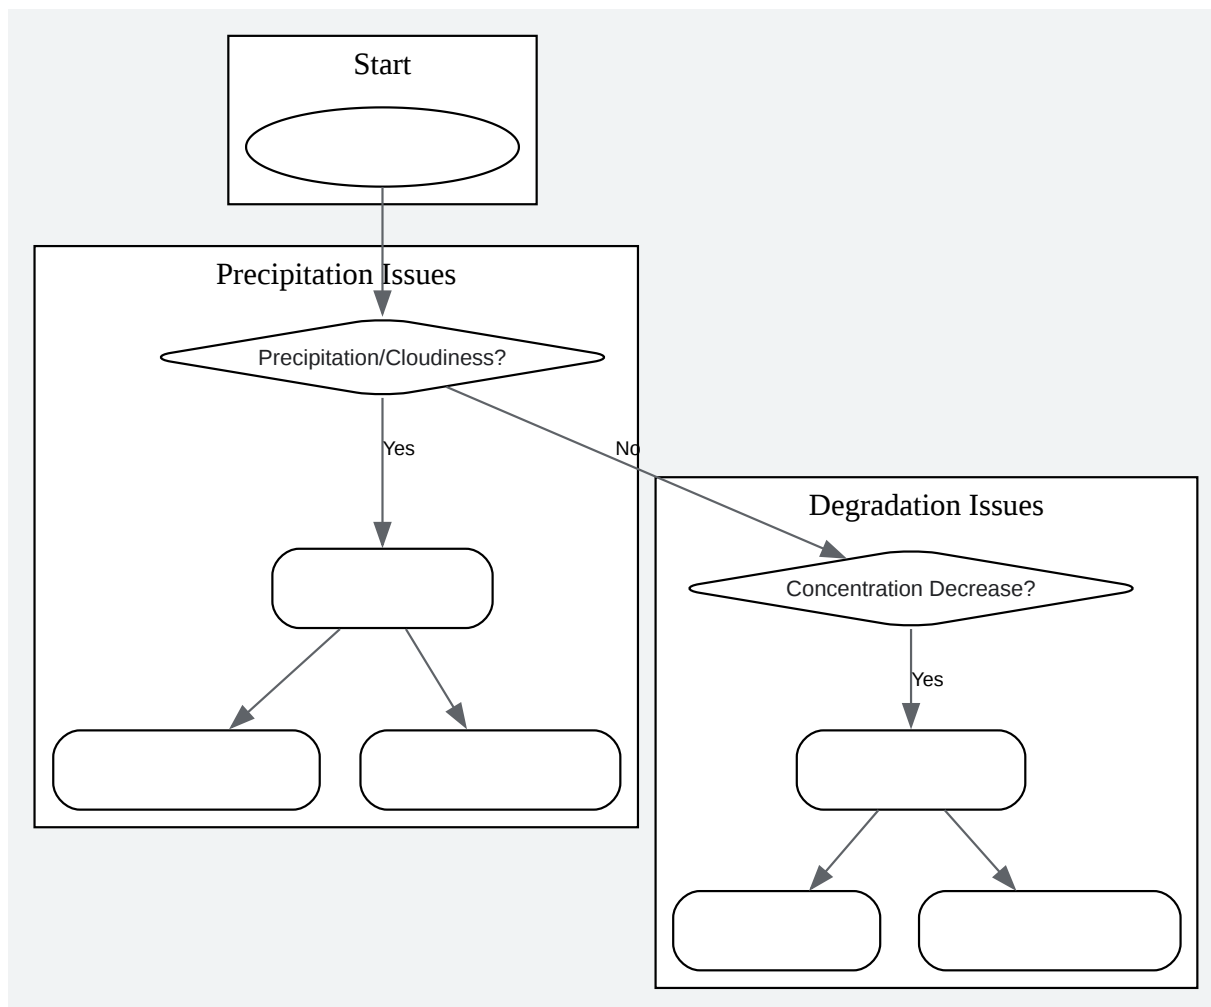 Start
Precipitation Issues
Precipitation/Cloudiness?
Yes
No
Degradation Issues
Concentration Decrease?
Yes